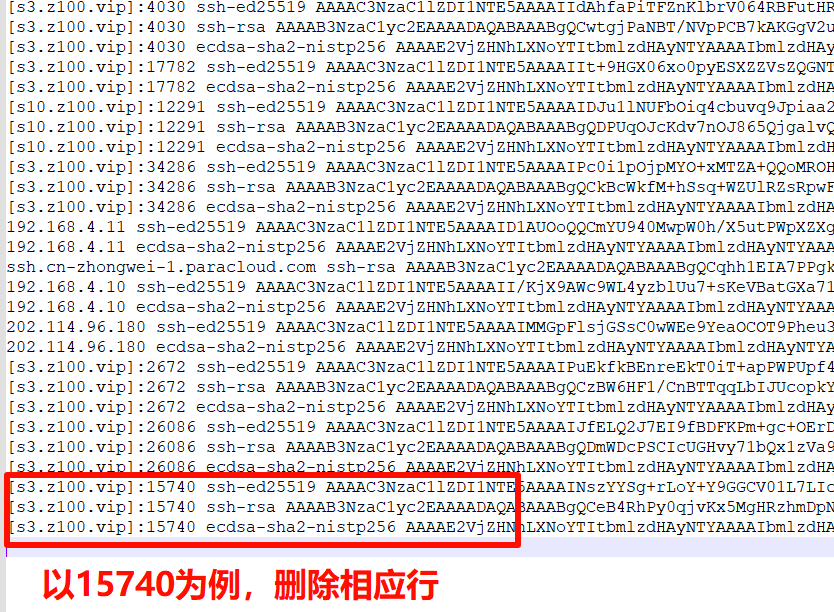 [s3.z100.vip]:4030 ssh-ed25519 AAAAC3NzaC1lZDI1NTE5AAAAIIdAhfaPiTFZnKlbrV064RBFutHR
[s3.z100.vip]:4030 ssh-rsa AAAAB3NzaC1yc2EAAAADAQABAAABgQCwtgjPaNBT/NVpPCB7kAKGgV2u
[s3.z100.vip]:4030 ecdsa-sha2-nistp256 AAAAE2VjZHNhLXNoYTItbmlzdHAyNTYAAAAIbmlzdHA
[s3.z100.vip]:17782 ssh-ed25519 AAAAC3NzaC1lZDI1NTE5AAAAIIt+9HGX06xo0pyESXZZVsZQGNT
[s3.z100.vip]:17782 ecdsa-sha2-nistp256 AAAAE2VjZHNhLXNoYTItbmlzdHAyNTYAAAAIbmlzdHA
[s10.z100.vip]:12291 ssh-ed25519 AAAAC3NzaC1lZDI1NTE5AAAAIDJu1lNUFbOiq4cbuvq9Jpiaa2
[s10.z100.vip]:12291 ssh-rsa AAAAB3NzaC1yc2EAAAADAQABAAABgQDPUqOJcKdv7nOJ865QjgalvQ
[s10.z100.vip]:12291 ecdsa-sha2-nistp256 AAAAE2VjZHNhLXNoYTItbmlzdHAyNTYAAAAIbmlzdH
[s3.z100.vip]:34286 ssh-ed25519 AAAAC3NzaC1lZDI1NTE5AAAAIPc0i1pOjpMYO+xMTZA+QQoMROH
[s3.z100.vip]:34286 ssh-rsa AAAAB3NzaC1yc2EAAAADAQABAAABgQCkBcWkfM+hSsq+WZUlRZsRpwF
[s3.z100.vip]:34286 ecdsa-sha2-nistp256 AAAAE2VjZHNhLXNoYTItbmlzdHAyNTYAAAAIbmlzdHA
192.168.4.11 ssh-ed25519 AAAAC3NzaC1lZDI1NTE5AAAAID1AUOoQQCmYU940MwpW0h/X5utPWpXZXg
192.168.4.11 ecdsa-sha2-nistp256 AAAAE2VjZHNhLXNoYTItbmlzdHAyNTYAAAAIbmlzdHAyNTYAAA
ssh.cn-zhongwei-1.paracloud.com ssh-rsa AAAAB3NzaC1yc2EAAAADAQABAAABgQCqhh1EIA7PPgk
192.168.4.10 ssh-ed25519 AAAAC3NzaC1lZDI1NTE5AAAAII/KjX9AWc9WL4yzblUu7+sKeVBatGXa71
192.168.4.10 ecdsa-sha2-nistp256 AAAAE2VjZHNhLXNoYTItbmlzdHAyNTYAAAAIbmlzdHAyNTYAAA
202.114.96.180 ssh-ed25519 AAAAC3NzaC1lZDI1NTE5AAAAIMMGpFlsjGSsC0wWEe9YeaOCOT9Pheu3
202.114.96.180 ecdsa-sha2-nistp256 AAAAE2VjZHNhLXNoYTItbmlzdHAyNTYAAAAIbmlzdHAyNTYA
[s3.z100.vip]:2672 ssh-ed25519 AAAAC3NzaC1lZDI1NTE5AAAAIPuEkfkBEnreEkT0iT+apPWPUpf4
[s3.z100.vip]:2672 ssh-rsa AAAAB3NzaC1yc2EAAAADAQABAAABgQCzBW6HF1/CnBTTqqLbIJUcopkY
[s3.z100.vip]:2672 ecdsa-sha2-nistp256 AAAAE2VjZHNhLXNoYTItbmlzdHAyNTYAAAAIbmlzdHAy
[s3.z100.vip]:26086 ssh-ed25519 AAAAC3NzaC1lZDI1NTE5AAAAIJfELQ2J7EI9fBDFKPm+gc+OErD
[s3.z100.vip]:26086 ssh-rsa AAAAB3NzaC1yc2EAAAADAQABAAABgQDmWDcPSCIcUGHvy71bQx1zVa9
[s3.z100.vip]:26086 ecdsa-sha2-nistp256 AAAAE2VjZHNhLXNoYTItbmlzdHAyNTYAAAAIbmlzdHA
[s3.z100.vip]:15740 ssh-ed25519 AAAAC3NzaC1lZDI1NTE5AAAAINszYYSg+rLoY+Y9GGCV01L7LIc
[s3.z100.vip]:15740 ssh-rsa AAAAB3NzaC1yc2EAAAADAQABAAABgQCeB4RhPy0qjvKx5MgHRzhmDpN
[s3.z100.vip]:15740 ecdsa-sha2-nistp256 AAAAE2VjZHNhLXNoYTItbmlzdHAyNTYAAAAIbmlzdHA
以15740为例，删除相应行